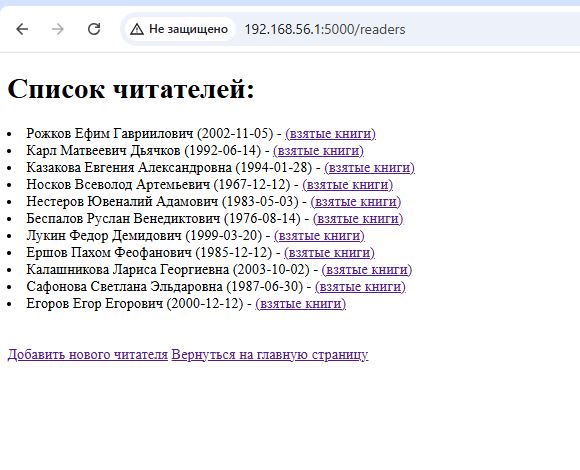 Не защищено 192.168.56.1:5000/readers
Список читателей:
Рожков Ефим Гавриилович (2002-11-05) - (взятые книги)
Карл Матвеевич Дьячков (1992-06-14) - (взятые книги)
Казакова Евгения Александровна (1994-01-28) - (взятые книги)
Носков Всеволод Артемьевич (1967-12-12) - (взятые книги)
Нестеров Ювеналий Адамович (1983-05-03) - (взятые книги)
Беспалов Руслан Венедиктович (1976-08-14) - (взятые книги)
Лукин Федор Демидович (1999-03-20) - (взятые книги)
Ершов Пахом Феофанович (1985-12-12) - (взятые книги)
Калашникова Лариса Георгиевна (2003-10-02) - (взятые книги)
Сафонова Светлана Эльдаровна (1987-06-30) - (взятые книги)
Егоров Егор Егорович (2000-12-12) - (взятые книги)
Добавить нового читателя Вернуться на главную страницу